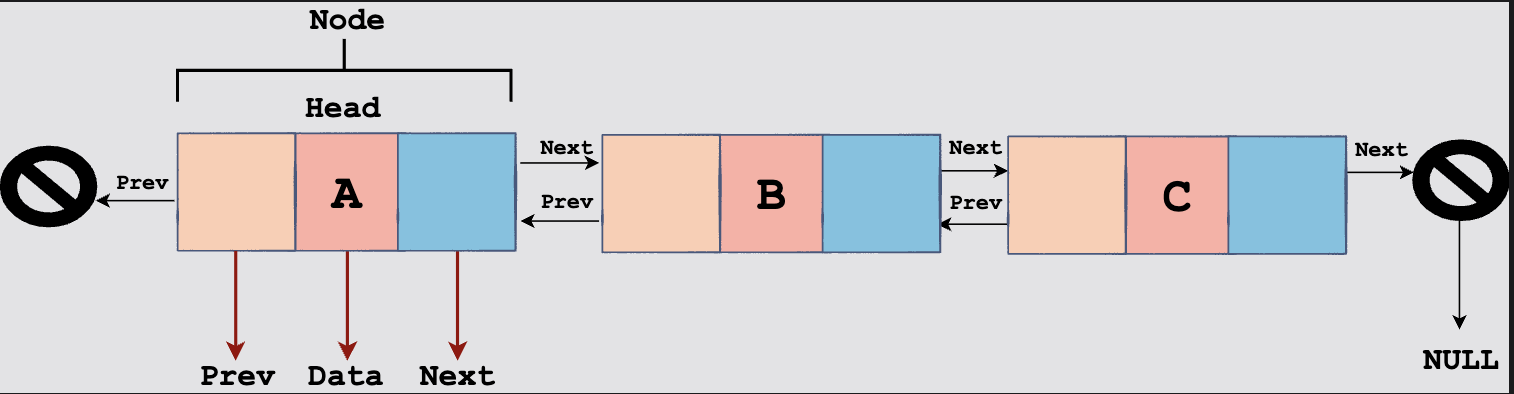 Node
Head
Prev
A
Next
Prev
B
Next
Prev
C
Next
Prev
Data
Next
NULL